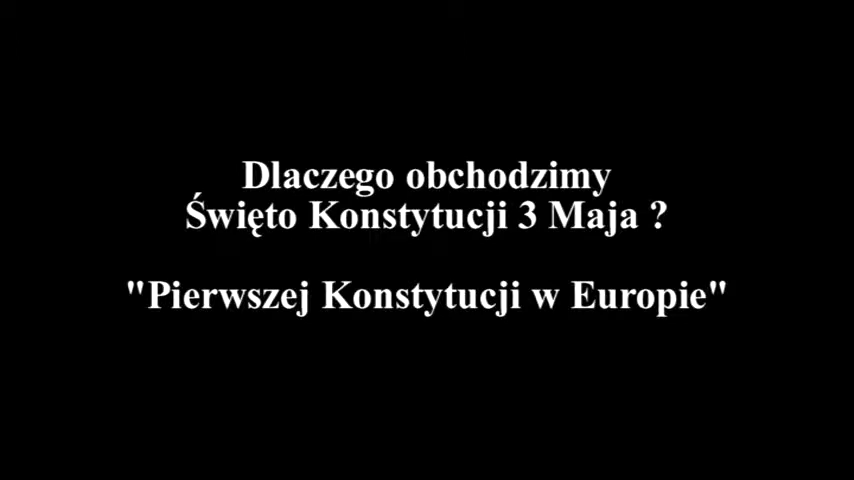 Dlaczego obchodzimy
Święto Konstytucji 3 Maja ?
"Pierwszej Konstytucji w Europie"